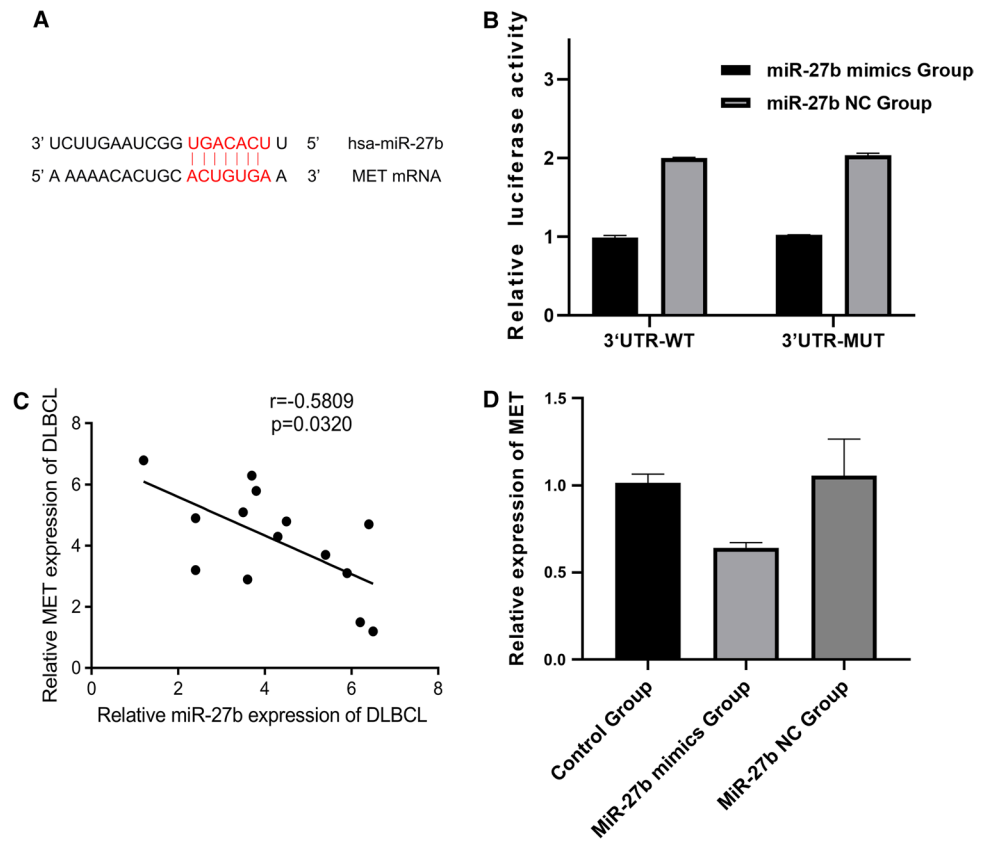 A
3’ UCUUGAAUCGG UGACACU U 5’ hsa-miR-27b
5’ A AAAACACUGC ACUGUGA A 3’ MET mRNA
B
Relative luciferase activity
3
2
1
0
miR-27b mimics Group
miR-27b NC Group
3‘UTR-WT
3’UTR-MUT
C
r=-0.5809
p=0.0320
Relative MET expression of DLBCL
8
6
4
2
0
0 2 4 6 8
Relative miR-27b expression of DLBCL
D
Relative expression of MET
1.5
1.0
0.5
0.0
Control Group
MiR-27b mimics Group
MiR-27b NC Group